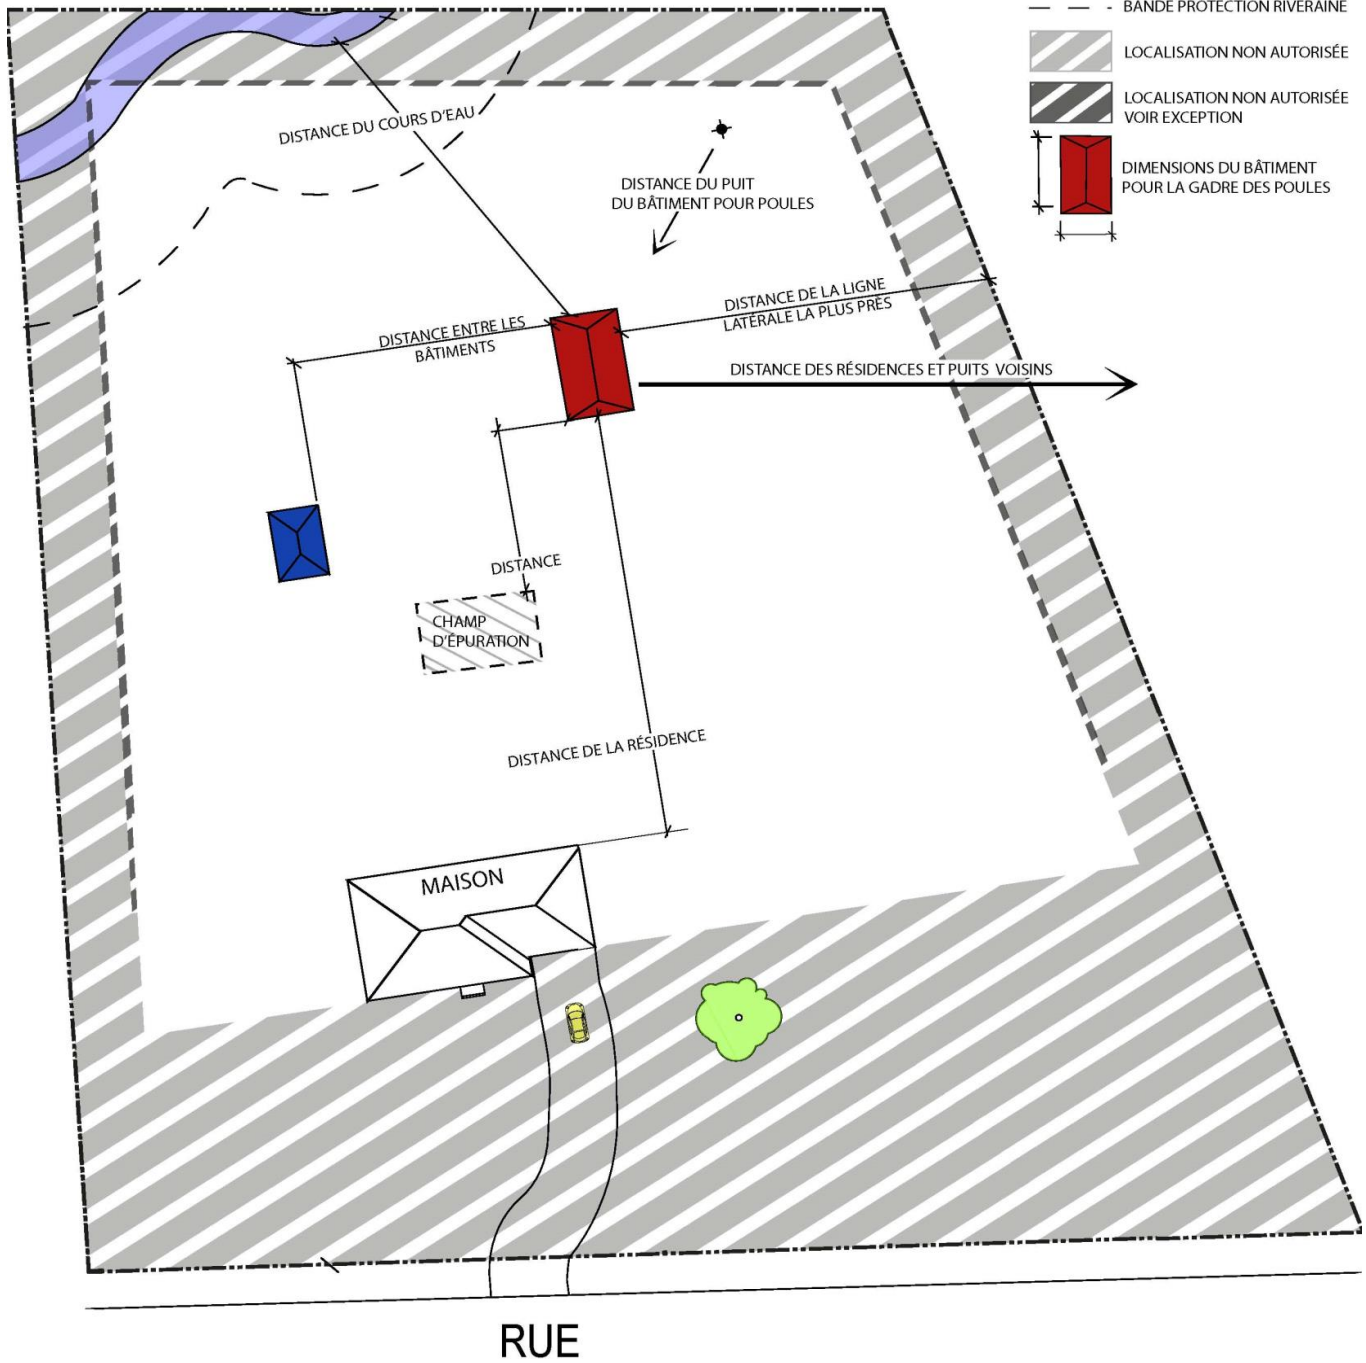 BANDE PROTECTION RIVERAINE
LOCALISATION NON AUTORISÉE
LOCALISATION NON AUTORISÉE
VOIR EXCEPTION
DIMENSIONS DU BÂTIMENT
POUR LA GADRE DES POULES
DISTANCE DU COURS D'EAU
DISTANCE DU PUIT
DU BÂTIMENT POUR POULES
DISTANCE DE LA LIGNE
LATÉRALE LA PLUS PRÈS
DISTANCE ENTRE LES
BÂTIMENTS
DISTANCE DES RÉSIDENCES ET PUITS VOISINS
DISTANCE
CHAMP
D'ÉPURATION
DISTANCE DE LA RÉSIDENCE
MAISON
RUE